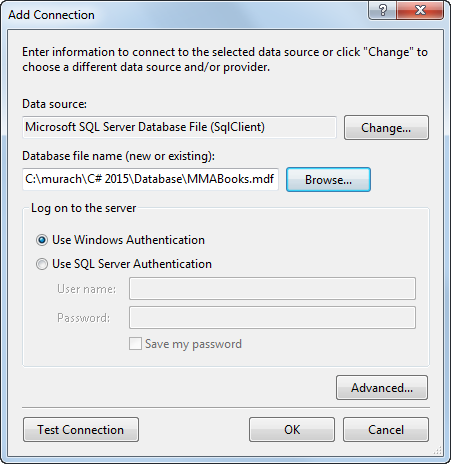 Add Connection
Enter information to connect to the selected data source or click "Change" to
choose a different data source and/or provider.
Data source:
Microsoft SQL Server Database File (SqlClient)
Change...
Database file name (new or existing):
C:\murach\C# 2015\Database\MMABooks.mdf
Browse...
Log on to the server
Use Windows Authentication
Use SQL Server Authentication
User name:
Password:
Save my password
Advanced...
Test Connection
OK
Cancel